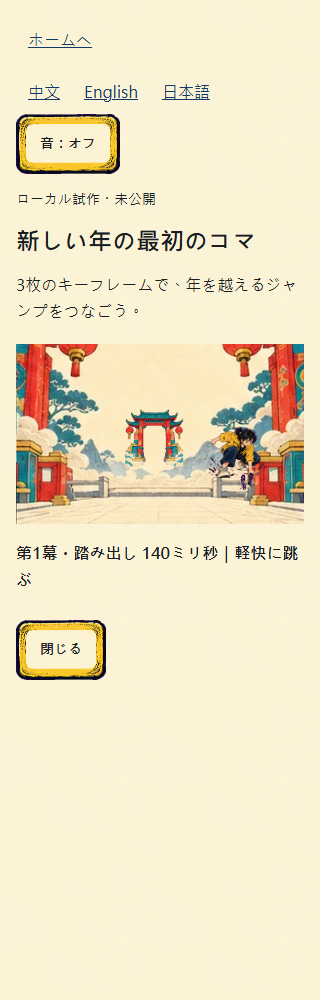 ホームへ
中文 English 日本語
音：オフ
ローカル試作・未公開
新しい年の最初のコマ
3枚のキーフレームで、年を越えるジャ
ンプをつなごう。
第1幕・踏み出し 140ミリ秒｜軽快に跳
ぶ
閉じる